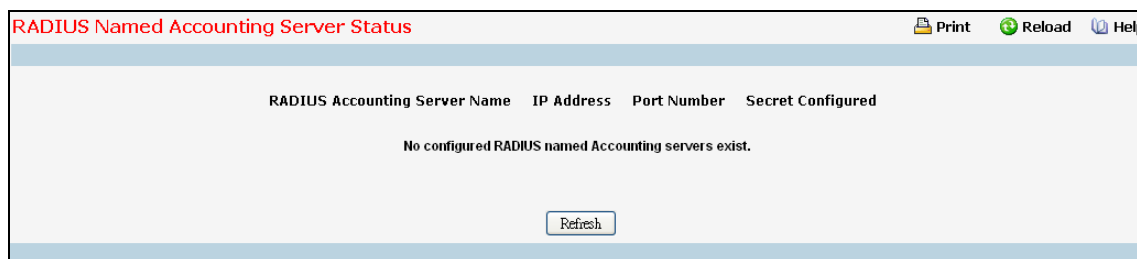 RADIUS Named Accounting Server Status Print Reload
RADIUS Accounting Server Name IP Address Port Number Secret Configured
No configured RADIUS named Accounting servers exist.
Refresh